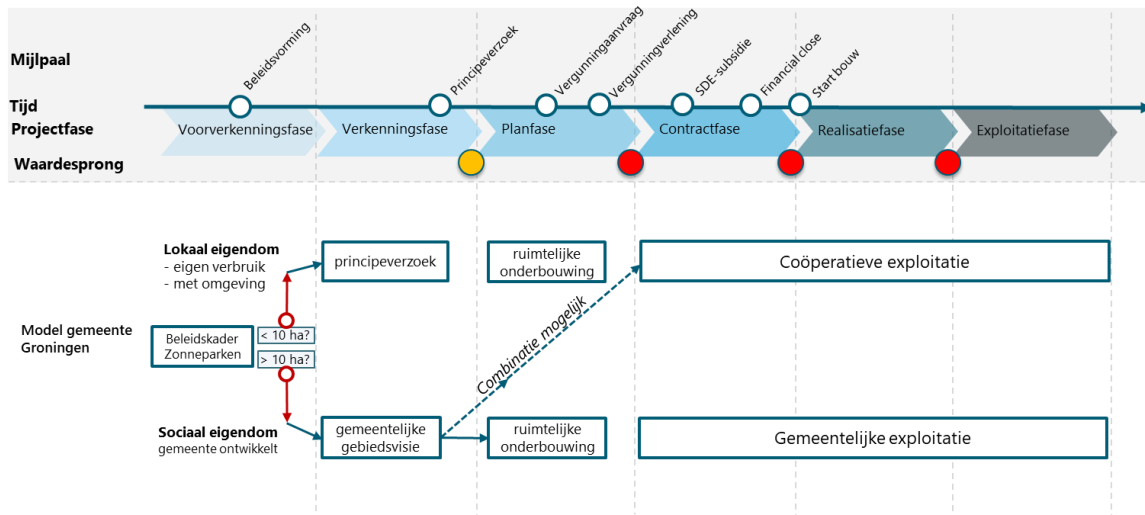 Mijlpaal
Beleidsvorming
Principeverzoek
Vergunningaanvraag
Vergunningverlening
SDE-subsidie
Financial close
Start bouw
Tijd
Projectfase
Voorverkenningsfase
Verkenningsfase
Planfase
Contractfase
Realisatiefase
Exploitatiefase
Waardesprong
Lokaal eigendom
- eigen verbruik
- met omgeving
principeverzoek
ruimtelijke
onderbouwing
Coöperatieve exploitatie
Model gemeente
Groningen
Beleidskader
Zonneparken
< 10 ha?
> 10 ha?
Combinatie mogelijk
Sociaal eigendom
gemeente ontwikkelt
gemeentelijke
gebiedsvisie
ruimtelijke
onderbouwing
Gemeentelijke exploitatie